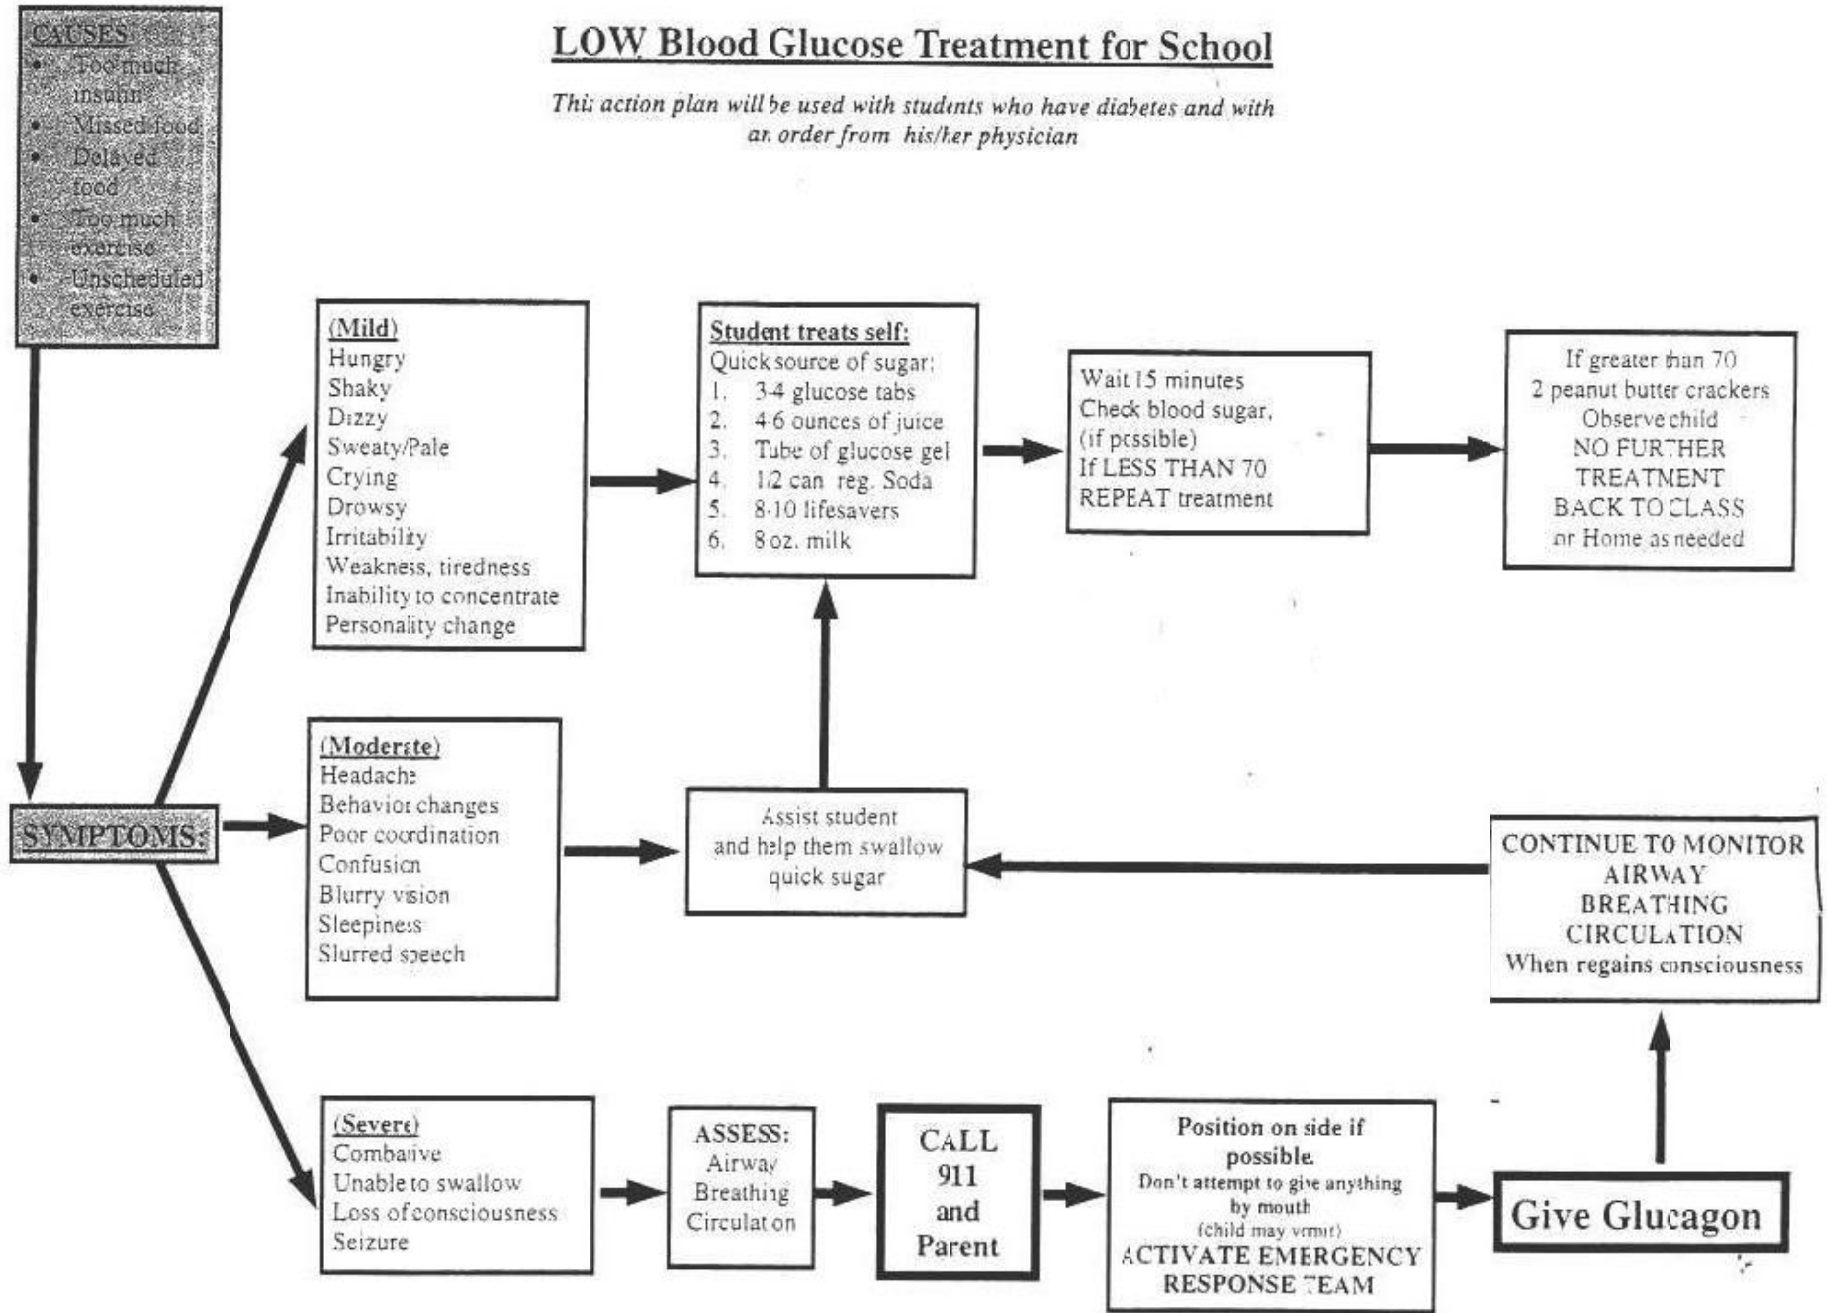 CAUSES
• Too much
insulin
• Missed food
• Delayed
food
• Too much
exercise
• Unscheduled
exercise
LOW Blood Glucose Treatment for School
This action plan will be used with students who have diabetes and with
an order from his/her physician
(Mild)
Hungry
Shaky
Dizzy
Sweaty/Pale
Crying
Drowsy
Irritability
Weakness, tiredness
Inability to concentrate
Personality change
Student treats self:
Quick source of sugar:
1. 3-4 glucose tabs
2. 4-6 ounces of juice
3. Tube of glucose gel
4. 1/2 can reg. Soda
5. 8-10 lifesavers
6. 8 oz. milk
Wait 15 minutes
Check blood sugar,
(if possible)
If LESS THAN 70
REPEAT treatment
If greater than 70
2 peanut butter crackers
Observe child
NO FURTHER
TREATMENT
BACK TO CLASS
or Home as needed
SYMPTOMS:
(Moderate)
Headache
Behavior changes
Poor coordination
Confusion
Blurry vision
Sleepiness
Slurred speech
Assist student
and help them swallow
quick sugar
CONTINUE TO MONITOR
AIRWAY
BREATHING
CIRCULATION
When regains consciousness
(Severe)
Combative
Unable to swallow
Loss of consciousness
Seizure
ASSESS:
Airway
Breathing
Circulation
CALL
911
and
Parent
Position on side if
possible
Don't attempt to give anything
by mouth
(child may vomit)
ACTIVATE EMERGENCY
RESPONSE TEAM
Give Glucagon